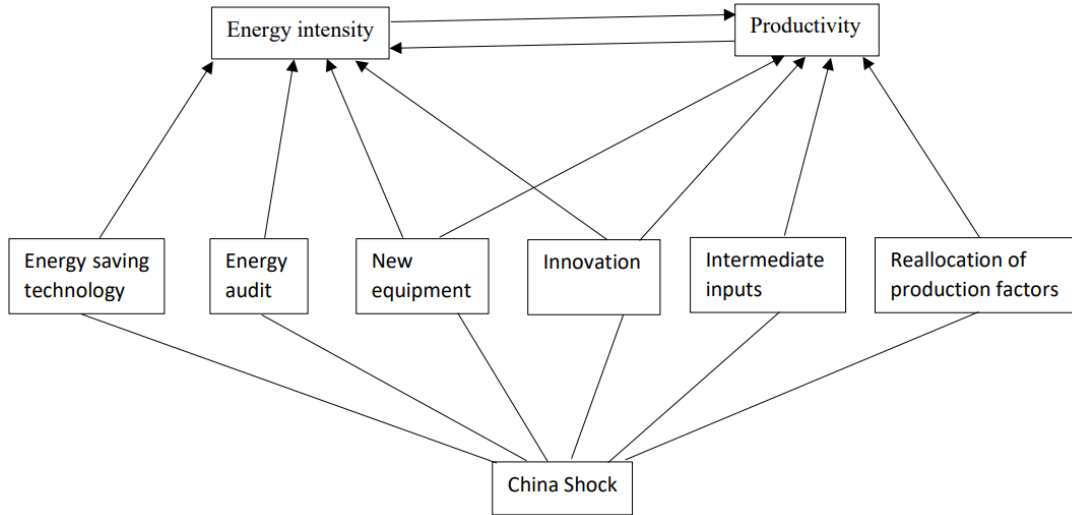 Energy intensity
Productivity
Energy saving
technology
Energy
audit
New
equipment
Innovation
Intermediate
inputs
Reallocation of
production factors
China Shock